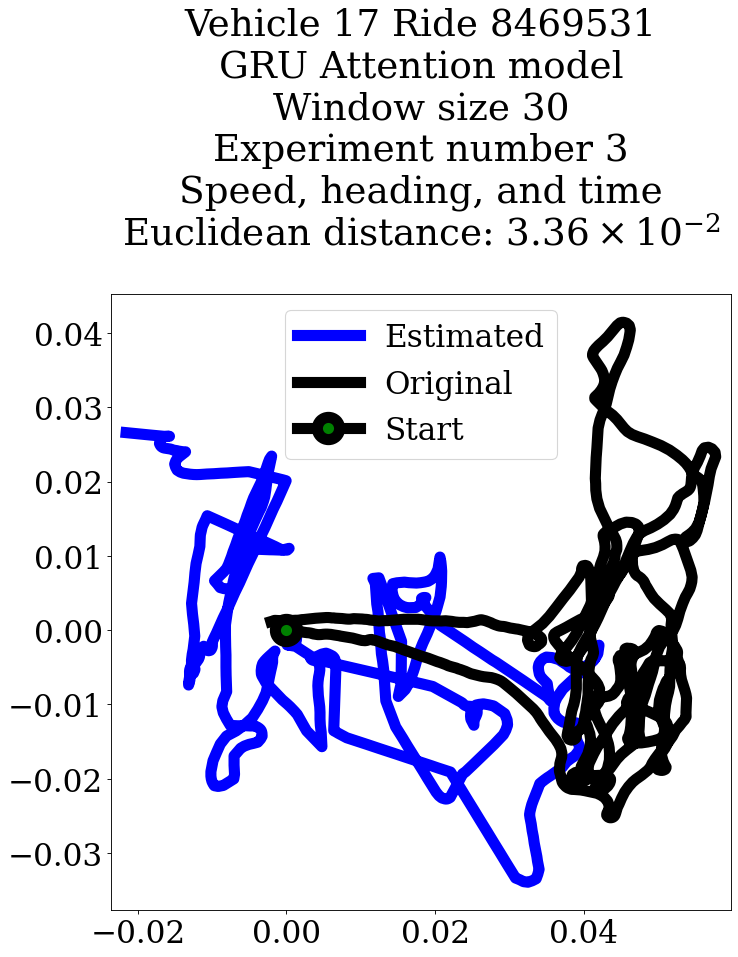 Vehicle 17 Ride 8469531
GRU Attention model
Window size 30
Experiment number 3
Speed, heading, and time
Euclidean distance: 3.36 × 10⁻²
Estimated
Original
Start
0.04
0.03
0.02
0.01
0.00
−0.01
−0.02
−0.03
−0.02 0.00 0.02 0.04